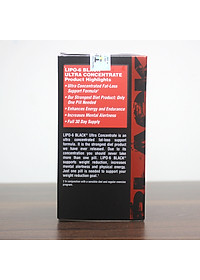 LIPO-6 BLACK
ULTRA CONCENTRATE
Product Highlights
• Ultra Concentrated Fat-Loss
Support Formula¹
• Our Strongest Diet Product: Only
One Pill Needed
• Enhances Energy and Endurance
• Increases Mental Alertness
• Full 30 Day Supply
LIPO-6 BLACK® Ultra Concentrate is an
ultra concentrated fat-loss support
formula. It is the strongest diet product
we have ever released. Due to its
concentration you should never take
more than one pill. LIPO-6 BLACK®
supports weight reduction, increases
mental alertness and physical energy.
Just one pill is needed to support your
weight reduction goal.¹
BLACK